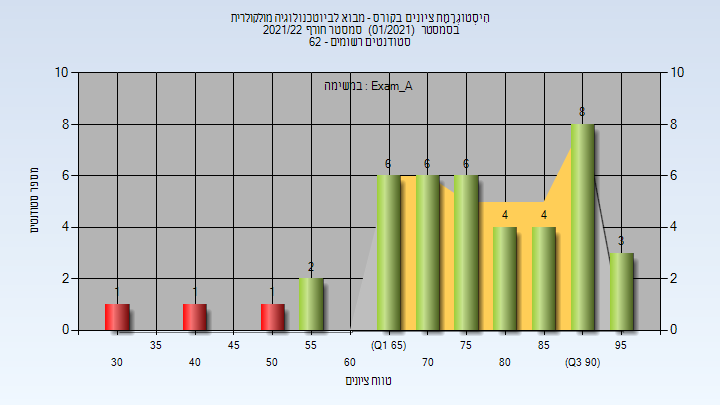 הִיסְטוֹגְרָמַת ציונים בקורס - מבוא לביוטכנולוגיה מולקולרית
בסמסטר (01/2021) סמסטר חורף 2021/22
סטודנטים רשומים - 62
במשימה : Exam_A
10 10
8 8
6 6
4 4
2 2
0 0
מספר סטודנטים
1 1 1 2 6 6 6 4 4 8 3
35 45 55 (Q1 65) 75 85 95
30 40 50 60 70 80 (Q3 90)
טווח ציונים